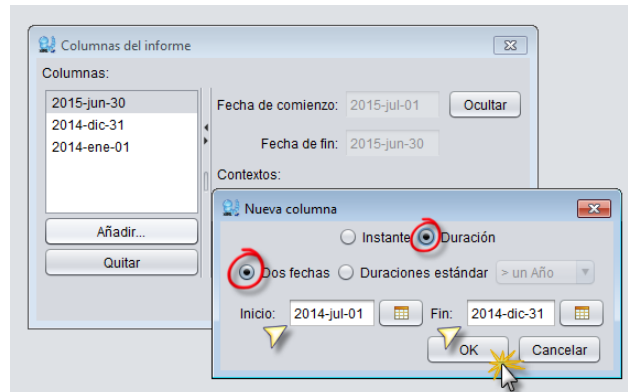 Columnas del informe
Columnas:
2015-jun-30
2014-dic-31
2014-ene-01
Añadir...
Quitar
Fecha de comienzo: 2015-jul-01 Ocultar
Fecha de fin: 2015-jun-30
Contextos:
Nueva columna
Instante Duración
Dos fechas Duraciones estándar > un Año
Inicio: 2014-jul-01 Fin: 2014-dic-31
OK Cancelar